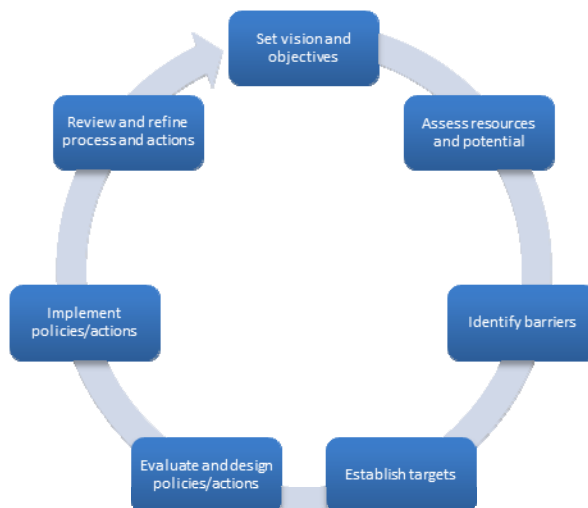 Set vision and
objectives
Assess resources
and potential
Identify barriers
Establish targets
Evaluate and design
policies/actions
Implement
policies/actions
Review and refine
process and actions